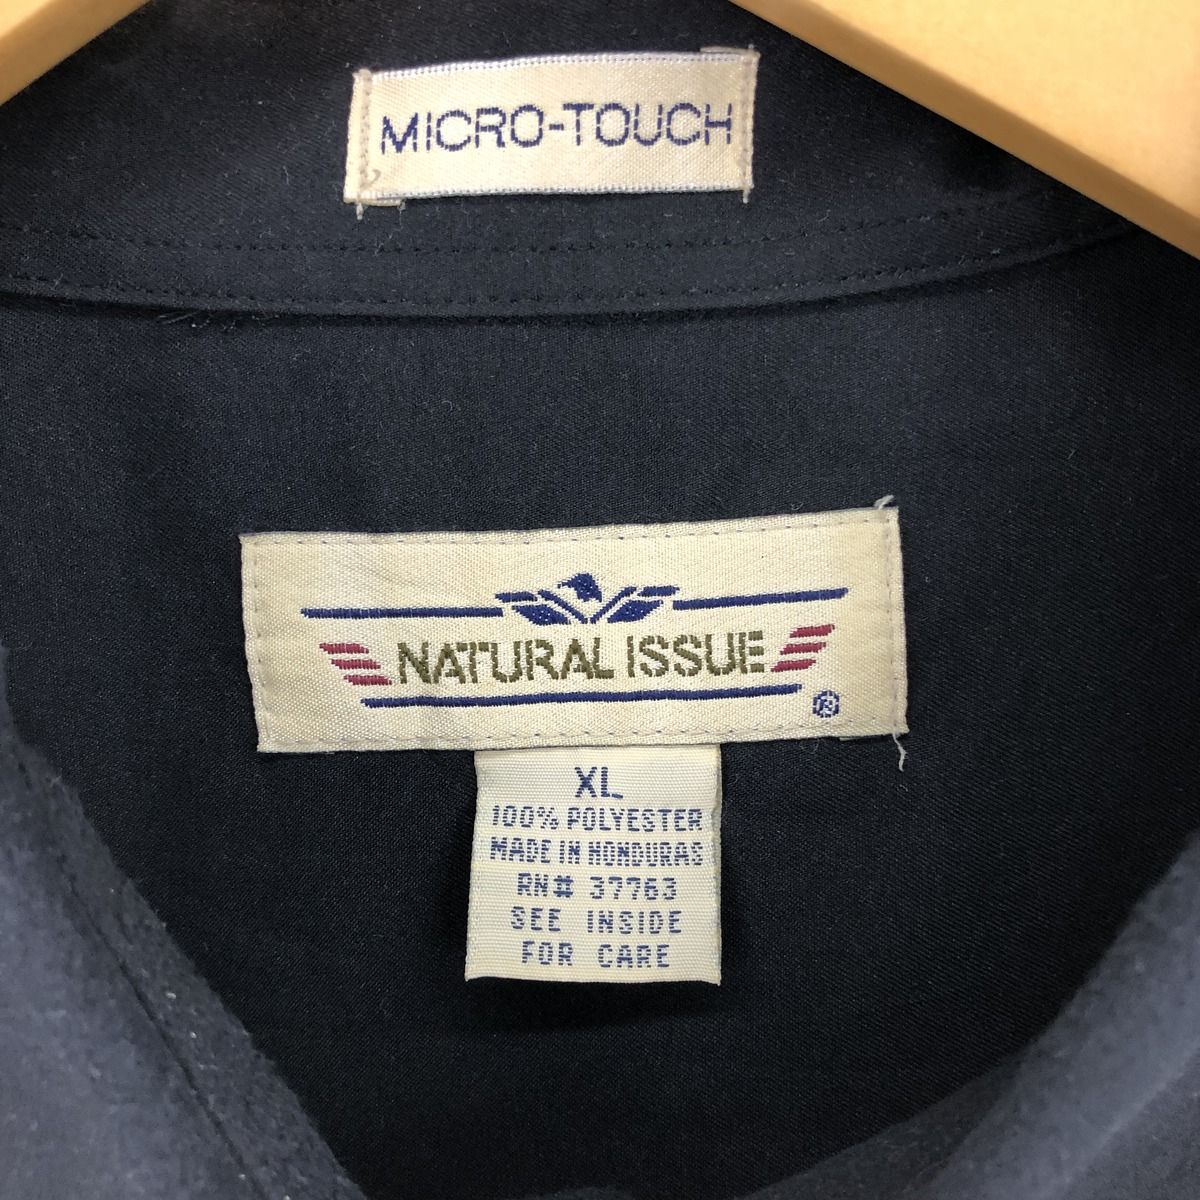 MICRO-TOUCH
NATURAL ISSUE
®
XL
100% POLYESTER
MADE IN HONDURAS
RN# 37763
SEE INSIDE
FOR CARE